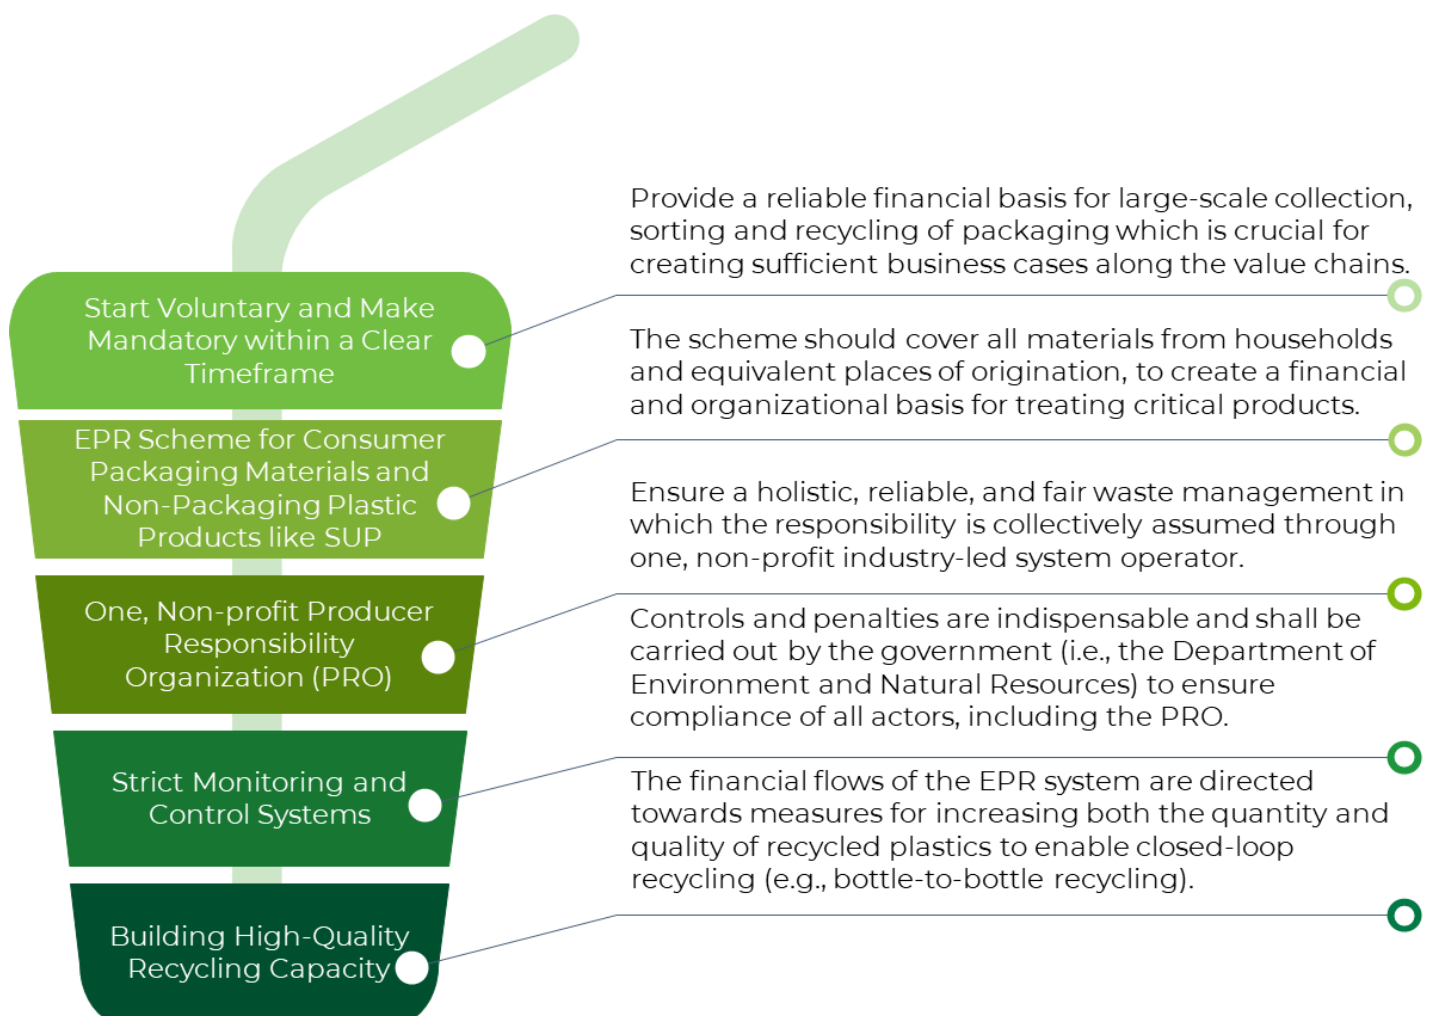 Provide a reliable financial basis for large-scale collection,
sorting and recycling of packaging which is crucial for
creating sufficient business cases along the value chains.
Start Voluntary and Make
Mandatory within a Clear
Timeframe
The scheme should cover all materials from households
and equivalent places of origination, to create a financial
and organizational basis for treating critical products.
EPR Scheme for Consumer
Packaging Materials and
Non-Packaging Plastic
Products like SUP
Ensure a holistic, reliable, and fair waste management in
which the responsibility is collectively assumed through
one, non-profit industry-led system operator.
One, Non-profit Producer
Responsibility
Organization (PRO)
Controls and penalties are indispensable and shall be
carried out by the government (i.e., the Department of
Environment and Natural Resources) to ensure
compliance of all actors, including the PRO.
Strict Monitoring and
Control Systems
The financial flows of the EPR system are directed
towards measures for increasing both the quantity and
quality of recycled plastics to enable closed-loop
recycling (e.g., bottle-to-bottle recycling).
Building High-Quality
Recycling Capacity